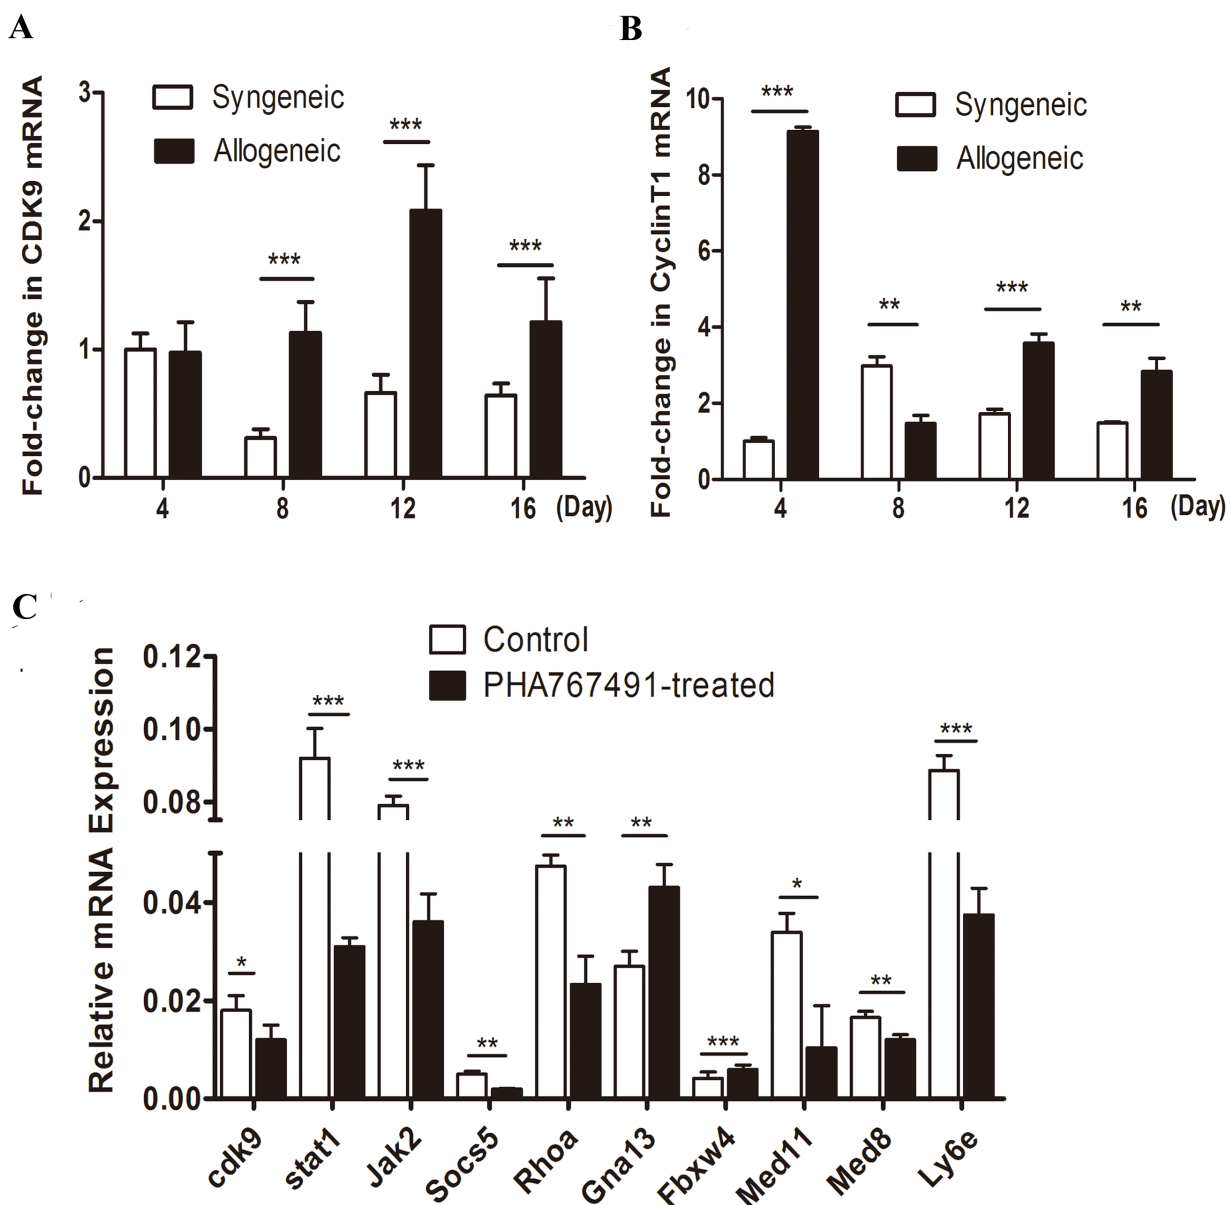 A
Fold-change in CDK9 mRNA
Syngeneic
Allogeneic
3
2
1
0
***
***
***
4 8 12 16 (Day)
B
Fold-change in CyclinT1 mRNA
Syngeneic
Allogeneic
10
8
6
4
2
0
***
**
***
**
4 8 12 16 (Day)
C
Relative mRNA Expression
Control
PHA767491-treated
0.12
0.10
0.08
0.04
0.02
0.00
*
***
***
**
**
**
***
*
**
***
cdk9 stat1 Jak2 Socs5 Rhoa Gna13 Fbxw4 Med11 Med8 Ly6e